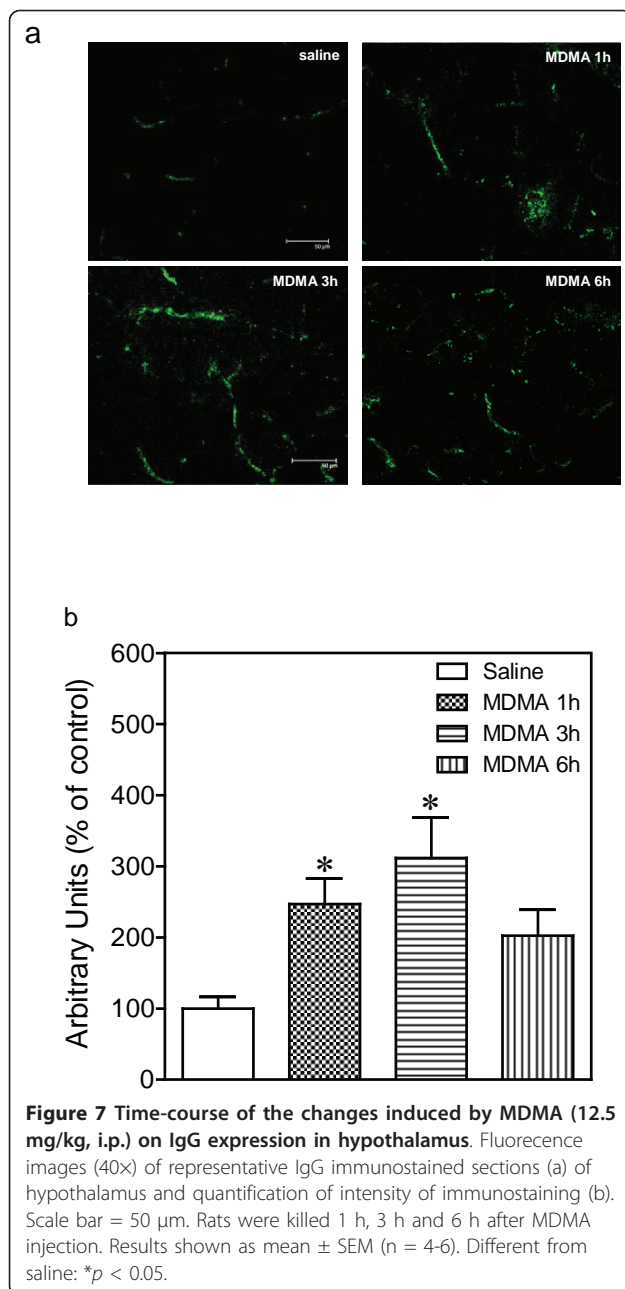 a
saline
MDMA 1h
50 µm
MDMA 3h
MDMA 6h
50 µm
b
600
500
400
300
200
100
0
Arbitrary Units (% of control)
Saline
MDMA 1h
MDMA 3h
MDMA 6h
*
*
Figure 7 Time-course of the changes induced by MDMA (12.5
mg/kg, i.p.) on IgG expression in hypothalamus. Fluorecence
images (40×) of representative IgG immunostained sections (a) of
hypothalamus and quantification of intensity of immunostaining (b).
Scale bar = 50 μm. Rats were killed 1 h, 3 h and 6 h after MDMA
injection. Results shown as mean ± SEM (n = 4-6). Different from
saline: *p < 0.05.